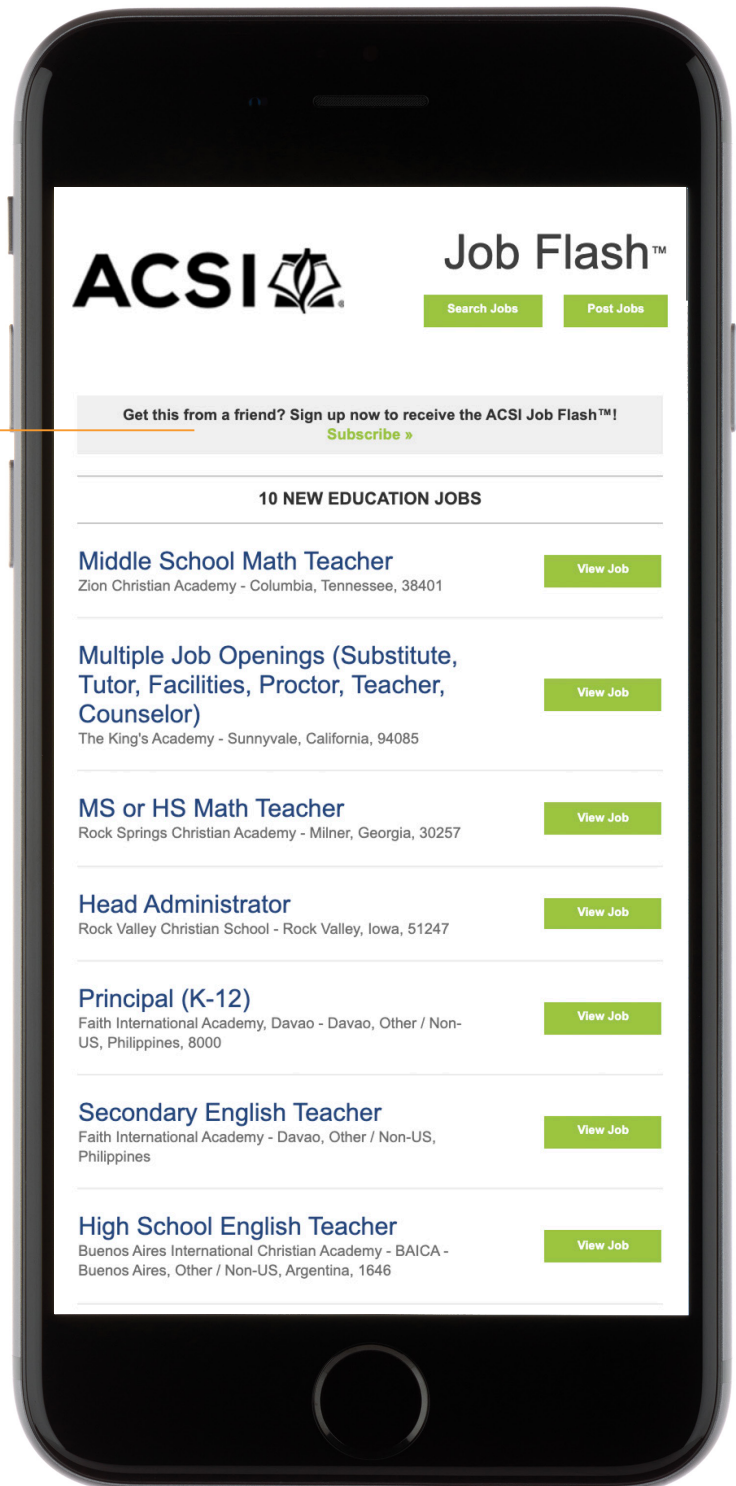 ACSI
Job Flash™
Search Jobs
Post Jobs
Get this from a friend? Sign up now to receive the ACSI Job Flash™!
Subscribe »
10 NEW EDUCATION JOBS
Middle School Math Teacher
Zion Christian Academy - Columbia, Tennessee, 38401
View Job
Multiple Job Openings (Substitute,
Tutor, Facilities, Proctor, Teacher,
Counselor)
The King's Academy - Sunnyvale, California, 94085
View Job
MS or HS Math Teacher
Rock Springs Christian Academy - Milner, Georgia, 30257
View Job
Head Administrator
Rock Valley Christian School - Rock Valley, Iowa, 51247
View Job
Principal (K-12)
Faith International Academy, Davao - Davao, Other / Non-
US, Philippines, 8000
View Job
Secondary English Teacher
Faith International Academy - Davao, Other / Non-US,
Philippines
View Job
High School English Teacher
Buenos Aires International Christian Academy - BAICA -
Buenos Aires, Other / Non-US, Argentina, 1646
View Job